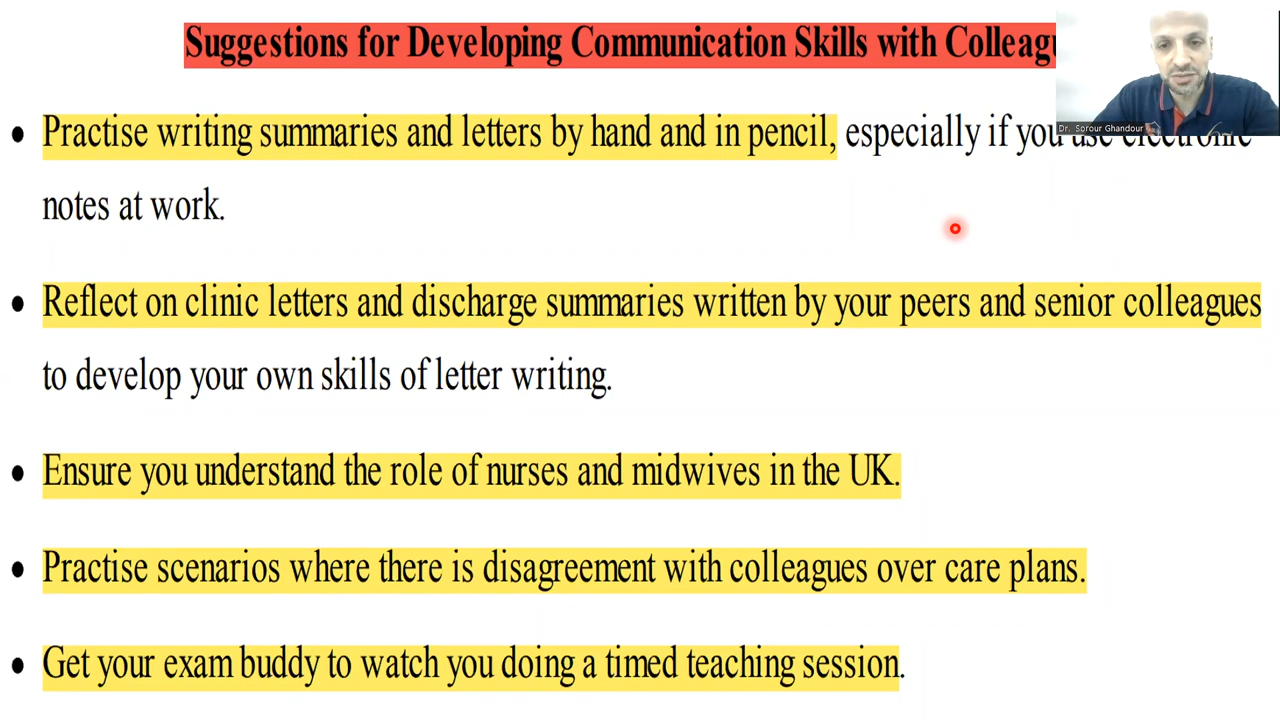 Suggestions for Developing Communication Skills with
Dr. Sorour Ghandour
• Practise writing summaries and letters by hand and in pencil, especially if you use electronic
notes at work.
• Reflect on clinic letters and discharge summaries written by your peers and senior colleagues
to develop your own skills of letter writing.
• Ensure you understand the role of nurses and midwives in the UK.
• Practise scenarios where there is disagreement with colleagues over care plans.
• Get your exam buddy to watch you doing a timed teaching session.